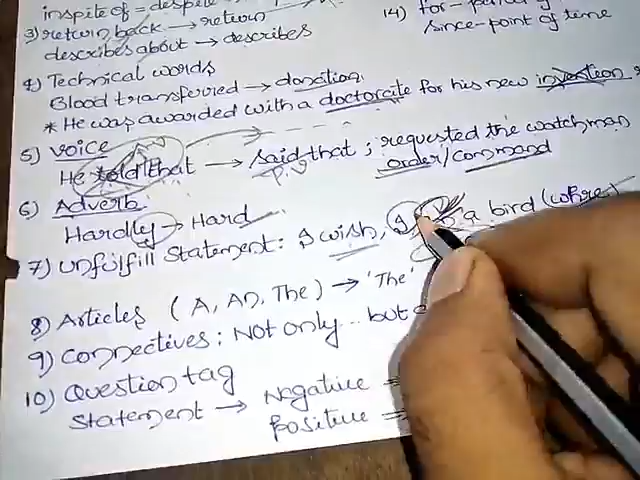 inspite of = despite
14) for-
3) return back → return
since-point of time
describes about → describes
4) Technical words
Blood transferred → donation
* He was awarded with a doctorcite for his new invention
5) Voice
He told that → said that ; requested the watchman
P.V
order/command
6) Adverb
Hardly → Hard
7) Unfulfill statement : I wish, I a bird (were)
8) Articles ( A, An, The ) → 'The'
9) Connectives : Not only... but
10) Question tag
Statement → Negative =
Positive =